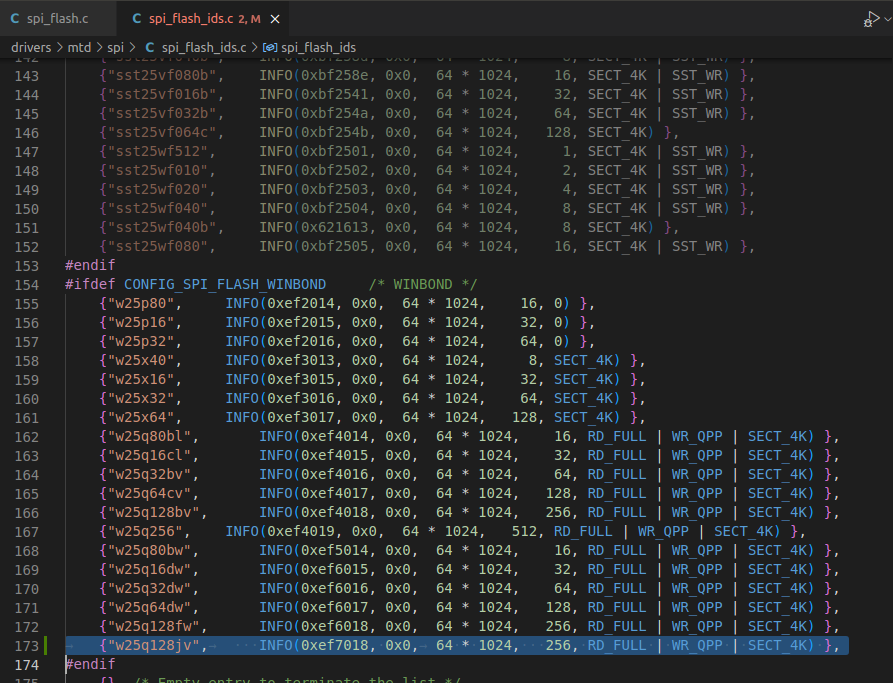 spi_flash.c
spi_flash_ids.c 2, M
drivers > mtd > spi > C spi_flash_ids.c > spi_flash_ids
143 {"sst25vf080b", INFO(0xbf258e, 0x0, 64 * 1024, 16, SECT_4K | SST_WR) },
144 {"sst25vf016b", INFO(0xbf2541, 0x0, 64 * 1024, 32, SECT_4K | SST_WR) },
145 {"sst25vf032b", INFO(0xbf254a, 0x0, 64 * 1024, 64, SECT_4K | SST_WR) },
146 {"sst25vf064c", INFO(0xbf254b, 0x0, 64 * 1024, 128, SECT_4K) },
147 {"sst25wf512", INFO(0xbf2501, 0x0, 64 * 1024, 1, SECT_4K | SST_WR) },
148 {"sst25wf010", INFO(0xbf2502, 0x0, 64 * 1024, 2, SECT_4K | SST_WR) },
149 {"sst25wf020", INFO(0xbf2503, 0x0, 64 * 1024, 4, SECT_4K | SST_WR) },
150 {"sst25wf040", INFO(0xbf2504, 0x0, 64 * 1024, 8, SECT_4K | SST_WR) },
151 {"sst25wf040b", INFO(0x621613, 0x0, 64 * 1024, 8, SECT_4K) },
152 {"sst25wf080", INFO(0xbf2505, 0x0, 64 * 1024, 16, SECT_4K | SST_WR) },
153 #endif
154 #ifdef CONFIG_SPI_FLASH_WINBOND /* WINBOND */
155 {"w25p80", INFO(0xef2014, 0x0, 64 * 1024, 16, 0) },
156 {"w25p16", INFO(0xef2015, 0x0, 64 * 1024, 32, 0) },
157 {"w25p32", INFO(0xef2016, 0x0, 64 * 1024, 64, 0) },
158 {"w25x40", INFO(0xef3013, 0x0, 64 * 1024, 8, SECT_4K) },
159 {"w25x16", INFO(0xef3015, 0x0, 64 * 1024, 32, SECT_4K) },
160 {"w25x32", INFO(0xef3016, 0x0, 64 * 1024, 64, SECT_4K) },
161 {"w25x64", INFO(0xef3017, 0x0, 64 * 1024, 128, SECT_4K) },
162 {"w25q80bl", INFO(0xef4014, 0x0, 64 * 1024, 16, RD_FULL | WR_QPP | SECT_4K) },
163 {"w25q16cl", INFO(0xef4015, 0x0, 64 * 1024, 32, RD_FULL | WR_QPP | SECT_4K) },
164 {"w25q32bv", INFO(0xef4016, 0x0, 64 * 1024, 64, RD_FULL | WR_QPP | SECT_4K) },
165 {"w25q64cv", INFO(0xef4017, 0x0, 64 * 1024, 128, RD_FULL | WR_QPP | SECT_4K) },
166 {"w25q128bv", INFO(0xef4018, 0x0, 64 * 1024, 256, RD_FULL | WR_QPP | SECT_4K) },
167 {"w25q256", INFO(0xef4019, 0x0, 64 * 1024, 512, RD_FULL | WR_QPP | SECT_4K) },
168 {"w25q80bw", INFO(0xef5014, 0x0, 64 * 1024, 16, RD_FULL | WR_QPP | SECT_4K) },
169 {"w25q16dw", INFO(0xef6015, 0x0, 64 * 1024, 32, RD_FULL | WR_QPP | SECT_4K) },
170 {"w25q32dw", INFO(0xef6016, 0x0, 64 * 1024, 64, RD_FULL | WR_QPP | SECT_4K) },
171 {"w25q64dw", INFO(0xef6017, 0x0, 64 * 1024, 128, RD_FULL | WR_QPP | SECT_4K) },
172 {"w25q128fw", INFO(0xef6018, 0x0, 64 * 1024, 256, RD_FULL | WR_QPP | SECT_4K) },
173 {"w25q128jv", INFO(0xef7018, 0x0, 64 * 1024, 256, RD_FULL | WR_QPP | SECT_4K) },
174 #endif
175 {}, /* Empty entry to terminate the list */